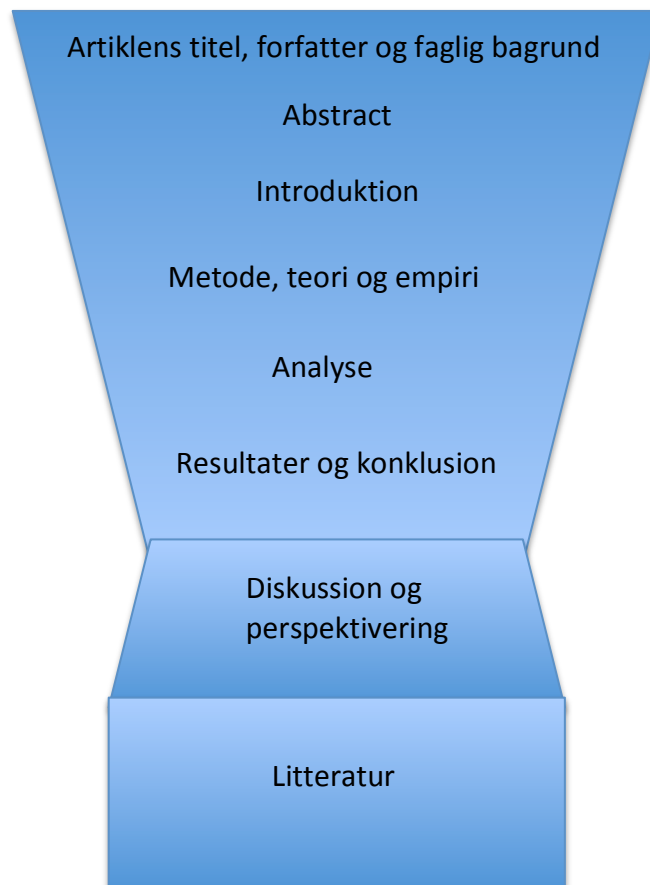 Artiklens titel, forfatter og faglig bagrund
Abstract
Introduktion
Metode, teori og empiri
Analyse
Resultater og konklusion
Diskussion og
perspektivering
Litteratur